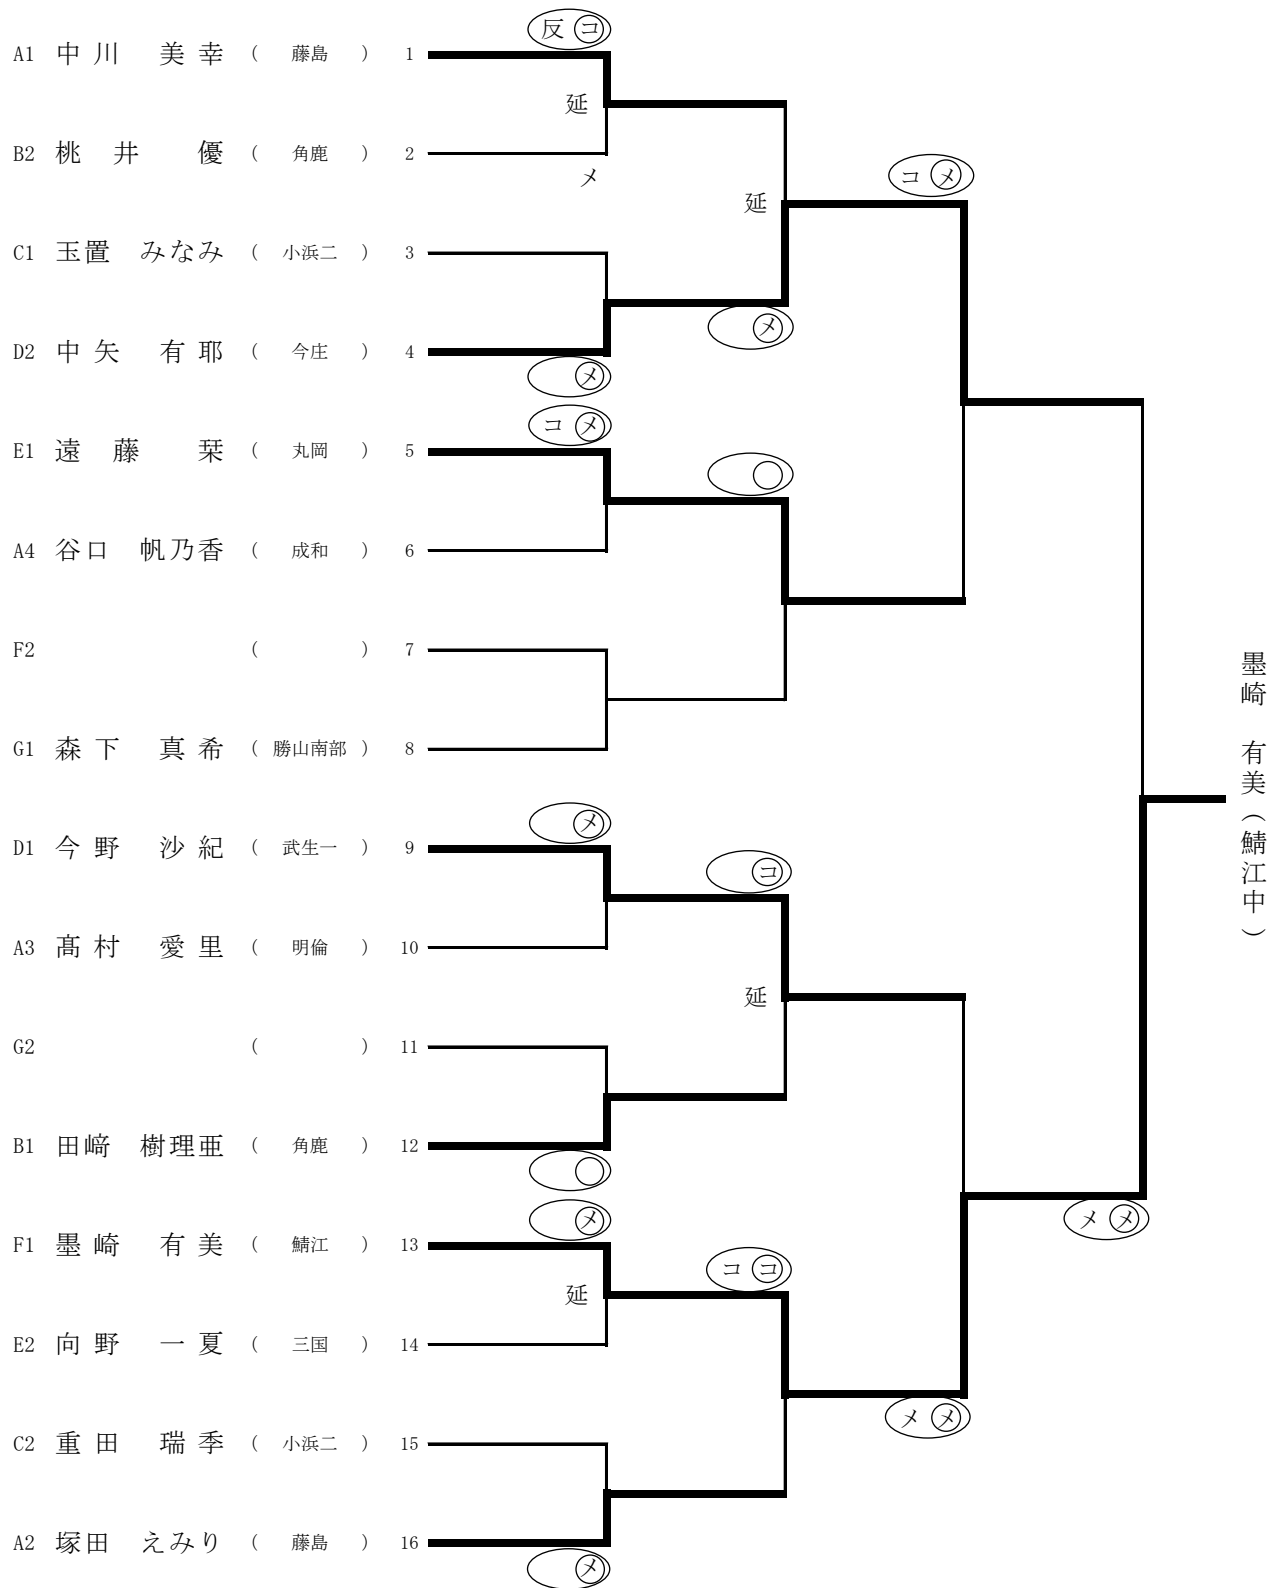 反 コ
A1 中川 美幸 ( 藤島 ) 1
延
B2 桃井 優 ( 角鹿 ) 2
メ
コ メ
延
C1 玉置 みなみ ( 小浜二 ) 3
メ
D2 中矢 有耶 ( 今庄 ) 4
メ
コ メ
E1 遠藤 栞 ( 丸岡 ) 5
A4 谷口 帆乃香 ( 成和 ) 6
F2 ( ) 7
G1 森下 真希 ( 勝山南部 ) 8
墨崎 有美(鯖江中)
メ
D1 今野 沙紀 ( 武生一 ) 9
コ
A3 髙村 愛里 ( 明倫 ) 10
延
G2 ( ) 11
B1 田﨑 樹理亜 ( 角鹿 ) 12
メ
メ メ
F1 墨崎 有美 ( 鯖江 ) 13
コ コ
延
E2 向野 一夏 ( 三国 ) 14
メ メ
C2 重田 瑞季 ( 小浜二 ) 15
A2 塚田 えみり ( 藤島 ) 16
メ